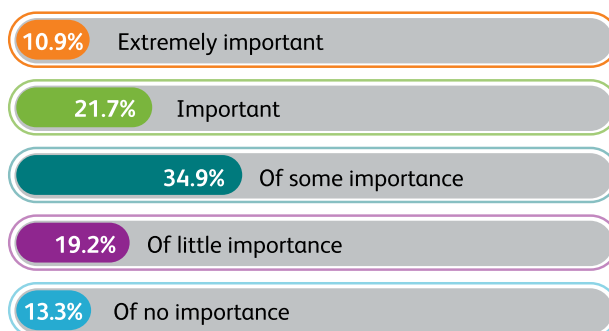 10.9% Extremely important
21.7% Important
34.9% Of some importance
19.2% Of little importance
13.3% Of no importance